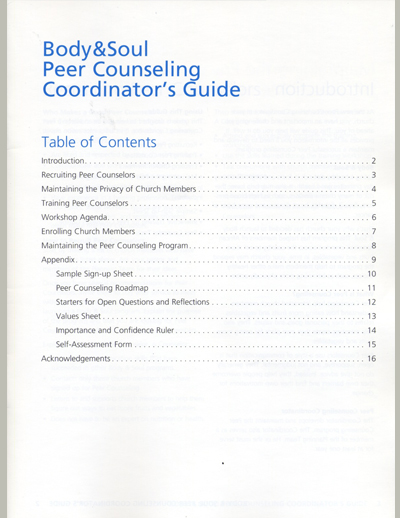 Body&Soul
Peer Counseling
Coordinator's Guide
Table of Contents
Introduction 2
Recruiting Peer Counselors 3
Maintaining the Privacy of Church Members 4
Training Peer Counselors 5
Workshop Agenda 6
Enrolling Church Members 7
Maintaining the Peer Counseling Program 8
Appendix 9
Sample Sign-up Sheet 10
Peer Counseling Roadmap 11
Starters for Open Questions and Reflections 12
Values Sheet 13
Importance and Confidence Ruler 14
Self-Assessment Form 15
Acknowledgements 16